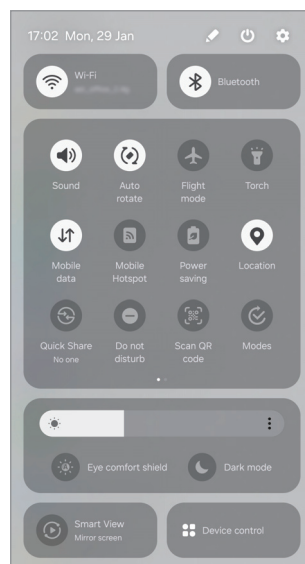 17:02 Mon, 29 Jan
Wi-Fi
Bluetooth
Sound
Auto
rotate
Flight
mode
Torch
Mobile
data
Mobile
Hotspot
Power
saving
Location
Quick Share
No one
Do not
disturb
Scan QR
code
Modes
Eye comfort shield
Dark mode
Smart View
Mirror screen
Device control